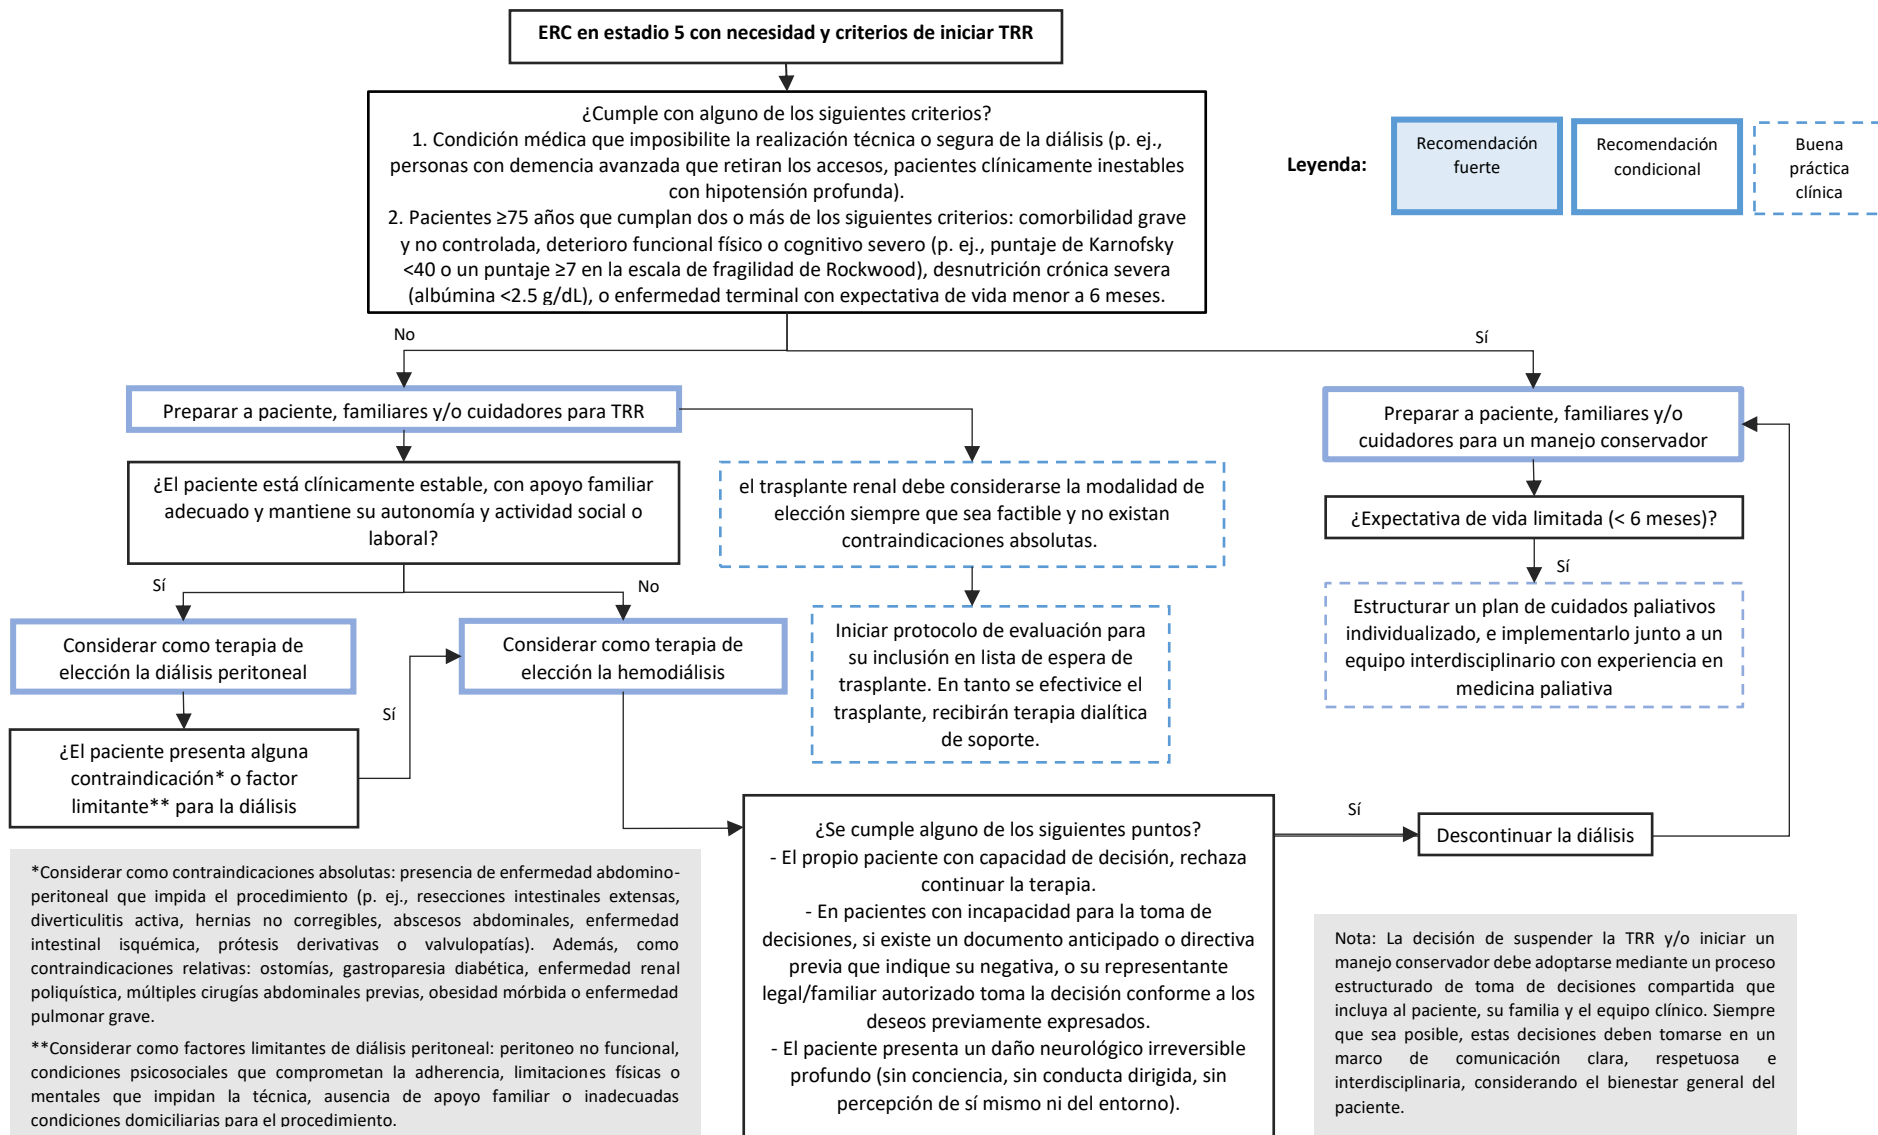 ERC en estadio 5 con necesidad y criterios de iniciar TRR
¿Cumple con alguno de los siguientes criterios?
1. Condición médica que imposibilite la realización técnica o segura de la diálisis (p. ej.,
personas con demencia avanzada que retiran los accesos, pacientes clínicamente inestables
con hipotensión profunda).
2. Pacientes ≥75 años que cumplan dos o más de los siguientes criterios: comorbilidad grave
y no controlada, deterioro funcional físico o cognitivo severo (p. ej., puntaje de Karnofsky
<40 o un puntaje ≥7 en la escala de fragilidad de Rockwood), desnutrición crónica severa
(albúmina <2.5 g/dL), o enfermedad terminal con expectativa de vida menor a 6 meses.
Leyenda:
Recomendación
fuerte
Recomendación
condicional
Buena
práctica
clínica
No
Sí
Preparar a paciente, familiares y/o cuidadores para TRR
Preparar a paciente, familiares y/o
cuidadores para un manejo conservador
¿El paciente está clínicamente estable, con apoyo familiar
adecuado y mantiene su autonomía y actividad social o
laboral?
el trasplante renal debe considerarse la modalidad de
elección siempre que sea factible y no existan
contraindicaciones absolutas.
¿Expectativa de vida limitada (< 6 meses)?
Sí
No
Sí
Considerar como terapia de
elección la diálisis peritoneal
Considerar como terapia de
elección la hemodiálisis
Iniciar protocolo de evaluación para
su inclusión en lista de espera de
trasplante. En tanto se efectivice el
trasplante, recibirán terapia dialítica
de soporte.
Estructurar un plan de cuidados paliativos
individualizado, e implementarlo junto a un
equipo interdisciplinario con experiencia en
medicina paliativa
Sí
¿El paciente presenta alguna
contraindicación* o factor
limitante** para la diálisis
¿Se cumple alguno de los siguientes puntos?
- El propio paciente con capacidad de decisión, rechaza
continuar la terapia.
- En pacientes con incapacidad para la toma de
decisiones, si existe un documento anticipado o directiva
previa que indique su negativa, o su representante
legal/familiar autorizado toma la decisión conforme a los
deseos previamente expresados.
- El paciente presenta un daño neurológico irreversible
profundo (sin conciencia, sin conducta dirigida, sin
percepción de sí mismo ni del entorno).
Sí
Descontinuar la diálisis
*Considerar como contraindicaciones absolutas: presencia de enfermedad abdomino-
peritoneal que impida el procedimiento (p. ej., resecciones intestinales extensas,
diverticulitis activa, hernias no corregibles, abscesos abdominales, enfermedad
intestinal isquémica, prótesis derivativas o valvulopatías). Además, como
contraindicaciones relativas: ostomías, gastroparesia diabética, enfermedad renal
poliquística, múltiples cirugías abdominales previas, obesidad mórbida o enfermedad
pulmonar grave.
**Considerar como factores limitantes de diálisis peritoneal: peritoneo no funcional,
condiciones psicosociales que comprometan la adherencia, limitaciones físicas o
mentales que impidan la técnica, ausencia de apoyo familiar o inadecuadas
condiciones domiciliarias para el procedimiento.
Nota: La decisión de suspender la TRR y/o iniciar un
manejo conservador debe adoptarse mediante un proceso
estructurado de toma de decisiones compartida que
incluya al paciente, su familia y el equipo clínico. Siempre
que sea posible, estas decisiones deben tomarse en un
marco de comunicación clara, respetuosa e
interdisciplinaria, considerando el bienestar general del
paciente.